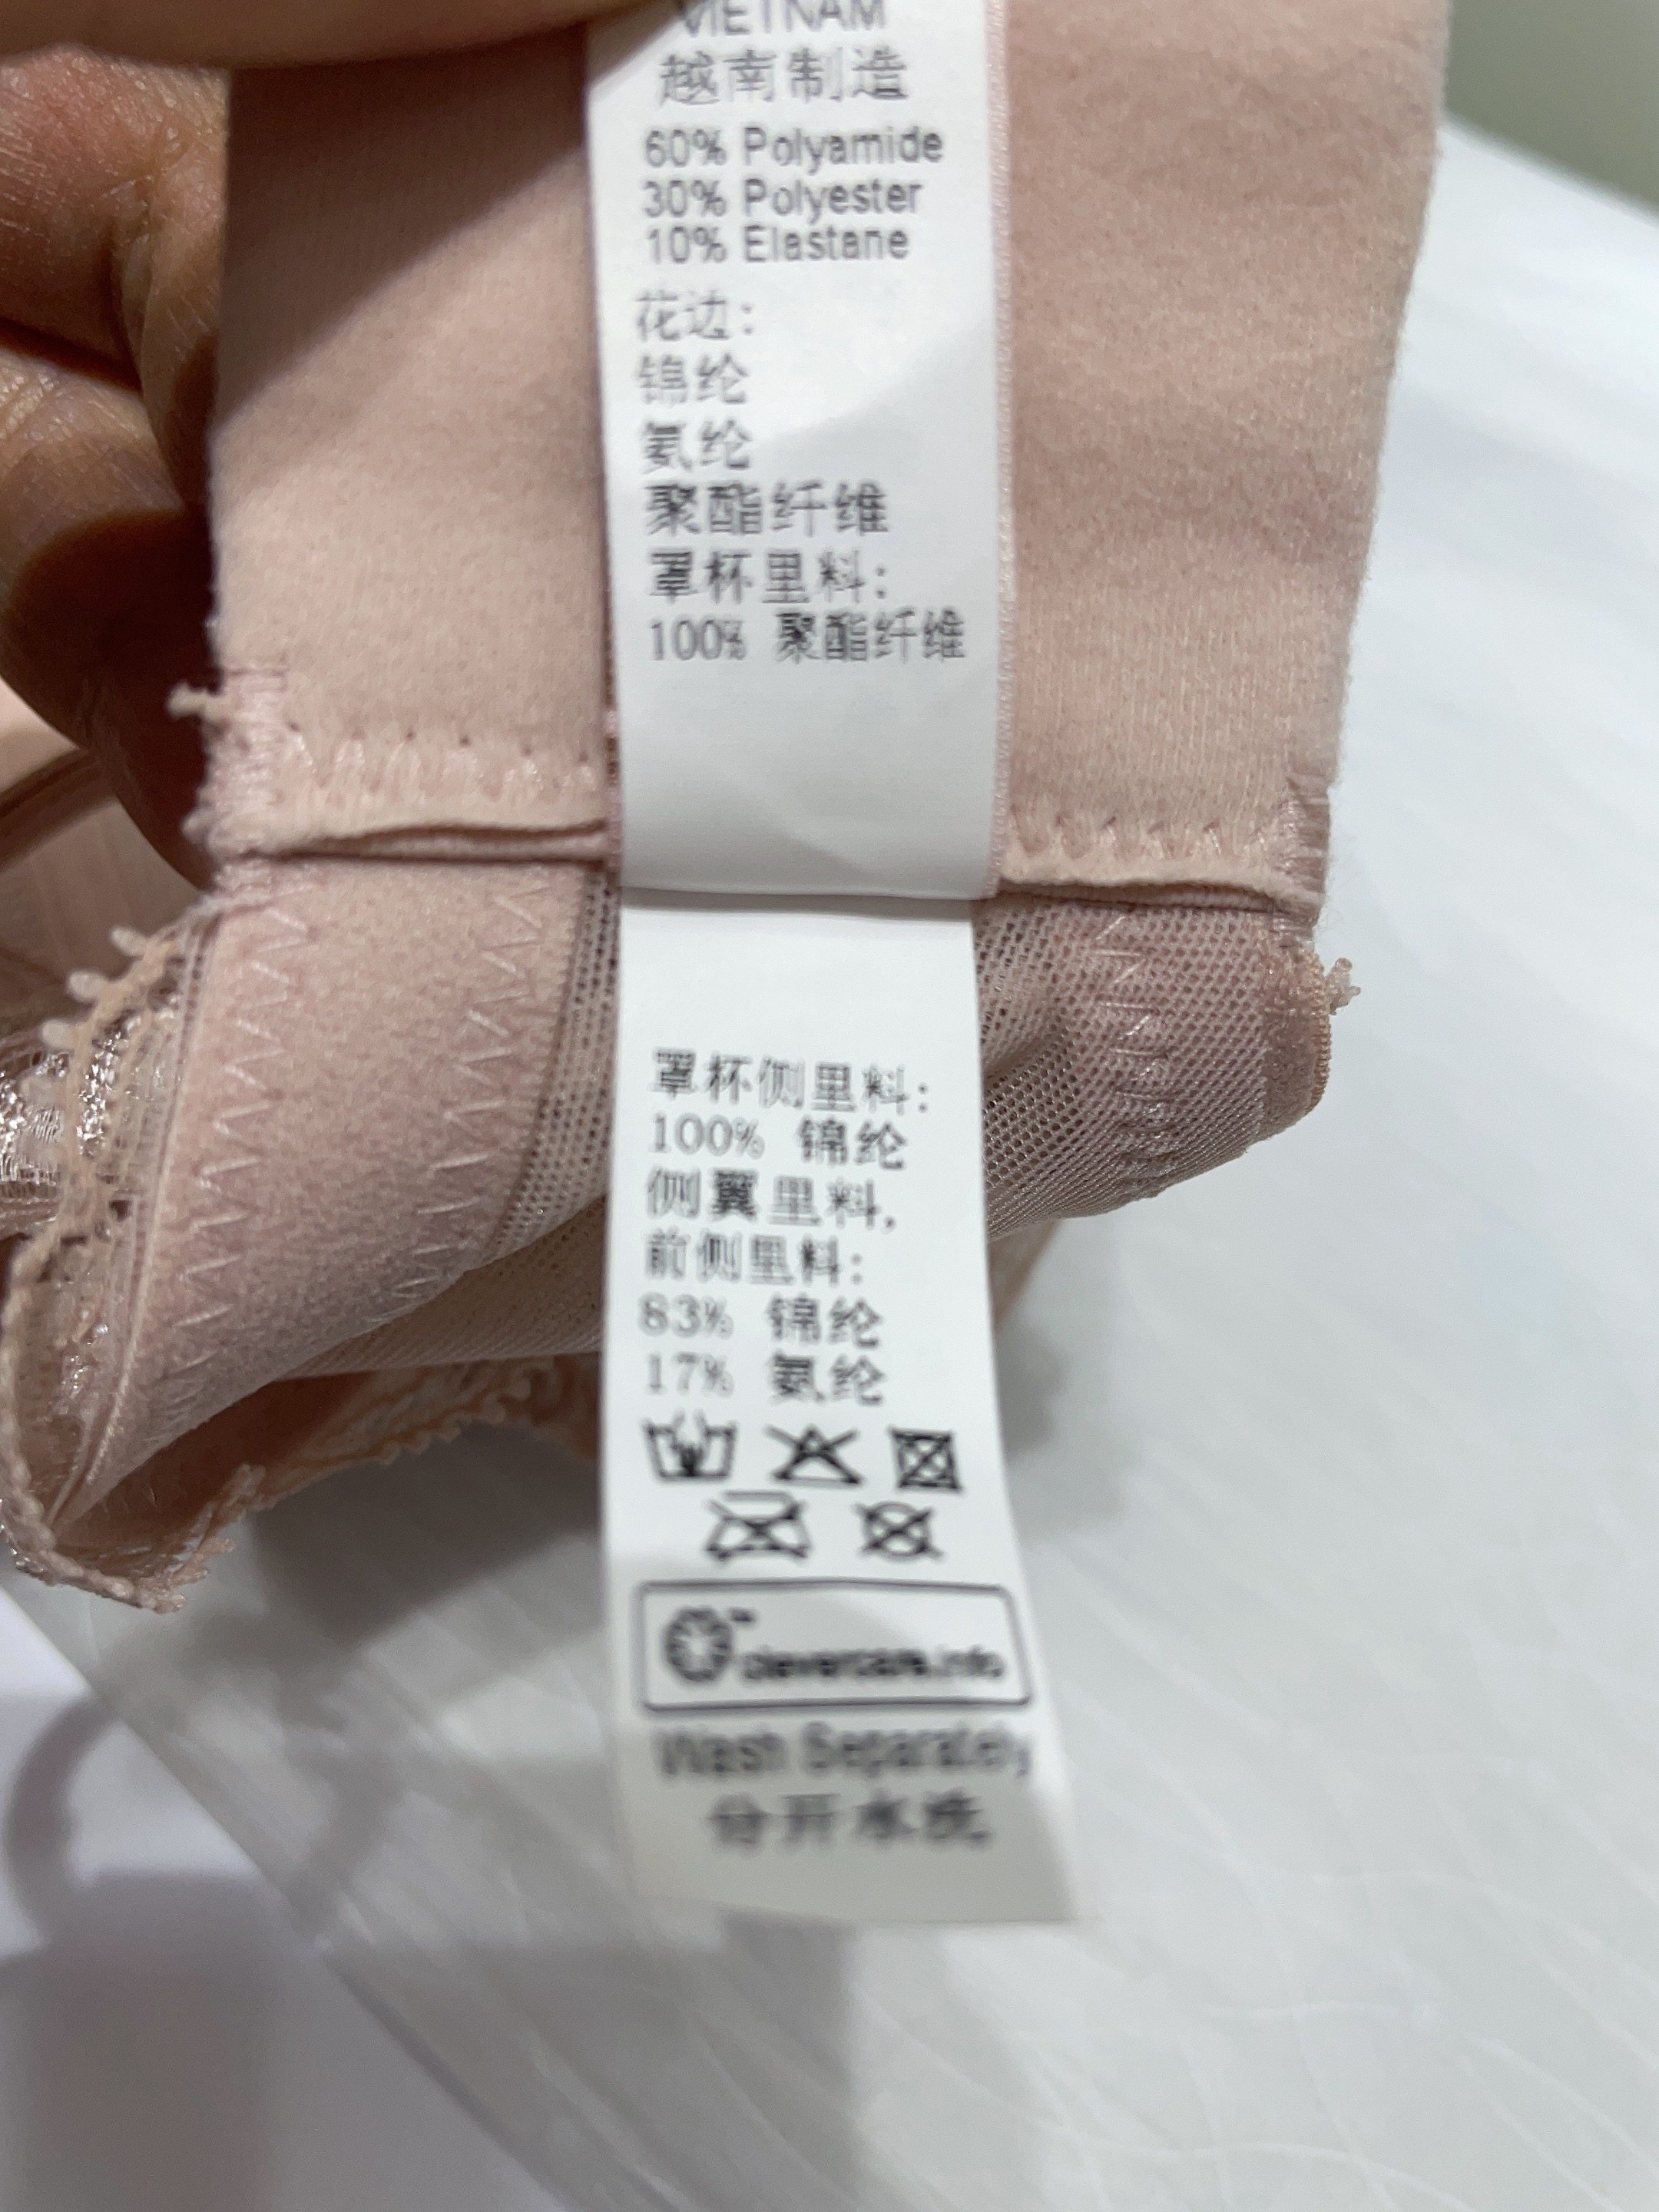 VIETNAM
越南制造
60% Polyamide
30% Polyester
10% Elastane
花边:
锦纶
氨纶
聚酯纤维
罩杯里料:
100% 聚酯纤维
罩杯侧里料:
100% 锦纶
侧翼里料,
前侧里料:
83% 锦纶
17% 氨纶
clevercare.info
Wash Separately
分开水洗